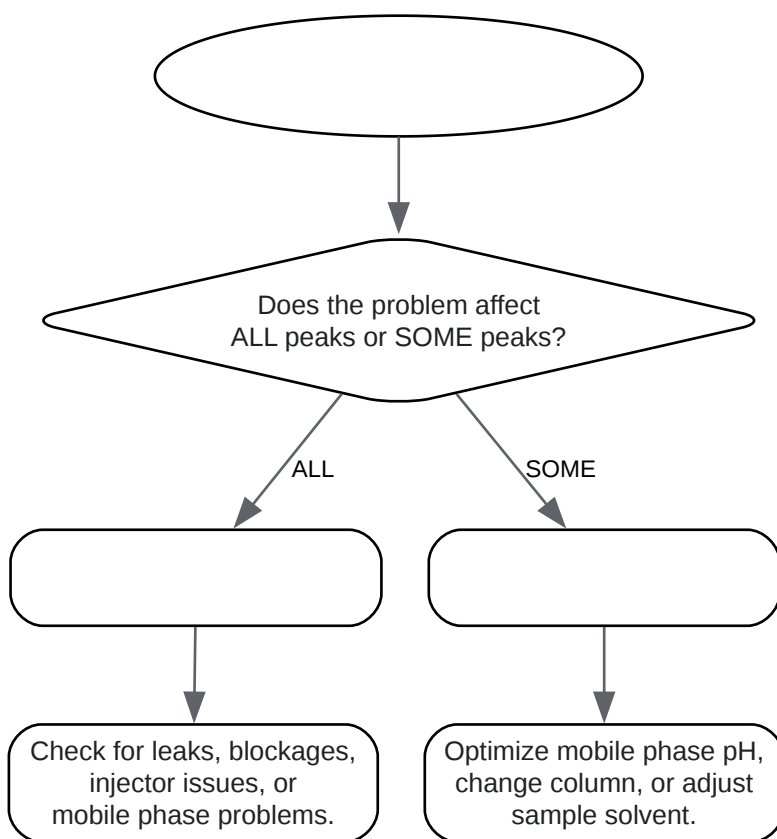 Does the problem affect
ALL peaks or SOME peaks?
ALL
SOME
Check for leaks, blockages,
injector issues, or
mobile phase problems.
Optimize mobile phase pH,
change column, or adjust
sample solvent.